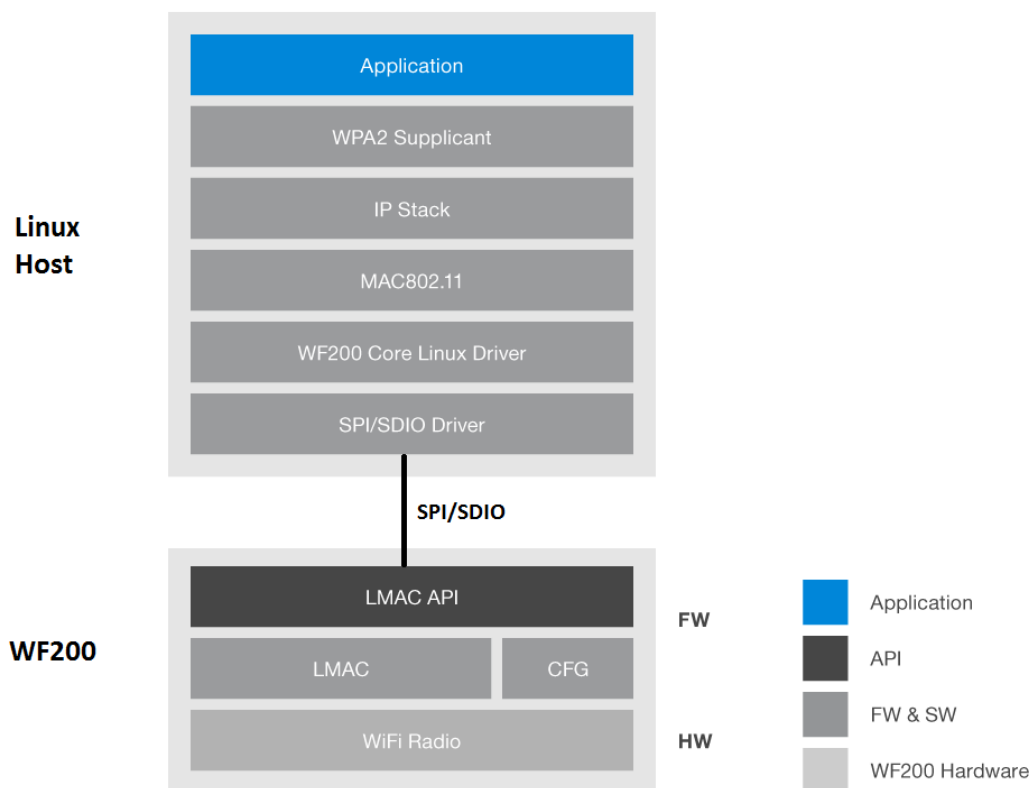 Application
WPA2 Supplicant
IP Stack
Linux
Host
MAC802.11
WF200 Core Linux Driver
SPI/SDIO Driver
SPI/SDIO
LMAC API
FW
WF200
LMAC
CFG
WiFi Radio
HW
Application
API
FW & SW
WF200 Hardware